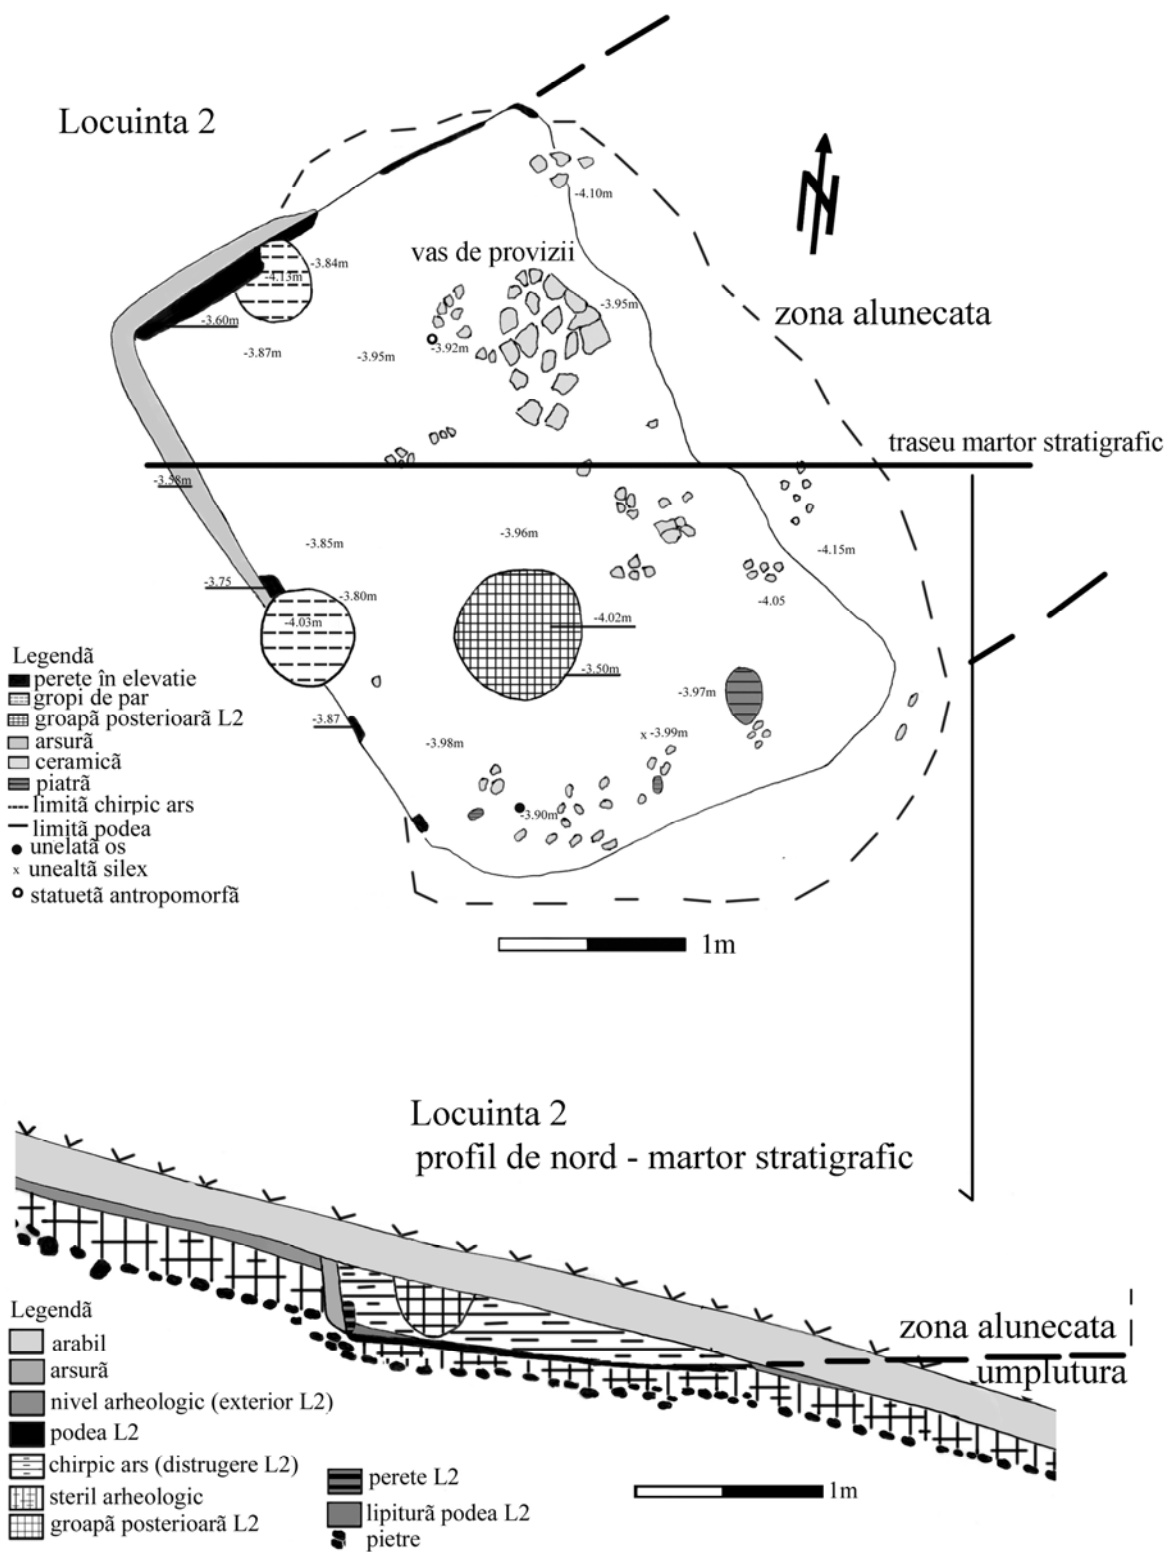 Locuinta 2
-4.10m
vas de provizii
-3.84m
-4.13m
-3.95m
zona alunecata
-3.60m
-3.92m
-3.87m
-3.95m
traseu martor stratigrafic
-3.58m
-3.96m
-3.85m
-4.15m
-3.75
-3.80m
-4.05
-4.03m
-4.02m
-3.50m
-3.97m
-3.87
x -3.99m
-3.98m
-3.90m
Legendã
perete în elevatie
gropi de par
groapã posterioarã L2
arsurã
ceramicã
piatrã
limitã chirpic ars
limitã podea
unelatã os
x unealtã silex
statuetã antropomorfã
1m
Locuinta 2
profil de nord - martor stratigrafic
zona alunecata
umplutura
Legendã
arabil
arsurã
nivel arheologic (exterior L2)
podea L2
chirpic ars (distrugere L2)
steril arheologic
groapã posterioarã L2
perete L2
lipiturã podea L2
pietre
1m